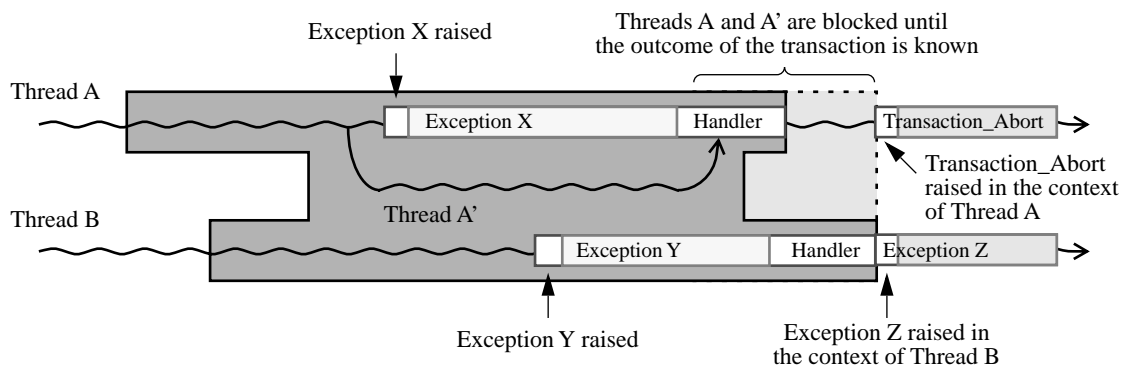 Exception X raised
Threads A and A’ are blocked until
the outcome of the transaction is known
Thread A
Exception X
Handler
Transaction_Abort
Transaction_Abort
raised in the context
of Thread A
Thread A’
Thread B
Exception Y
Handler
Exception Z
Exception Y raised
Exception Z raised in
the context of Thread B